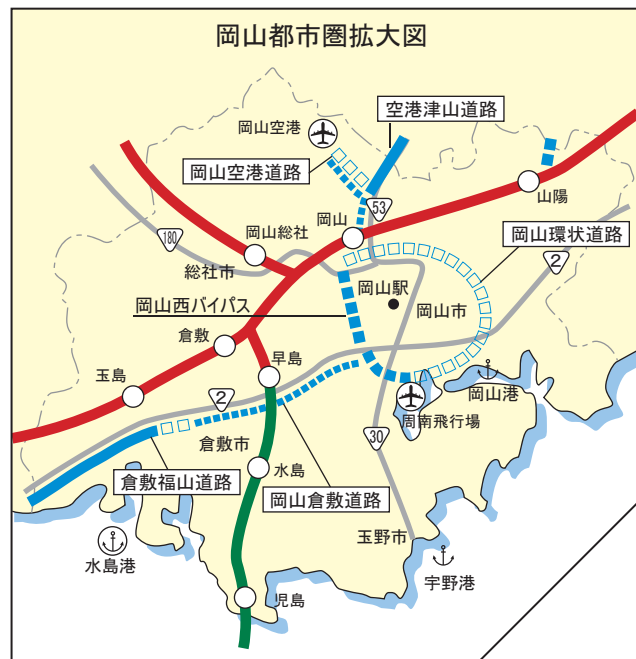 岡山都市圏拡大図
空港津山道路
岡山空港
岡山空港道路
山陽
53
岡山
180
岡山総社
岡山環状道路
総社市
2
岡山駅
岡山市
岡山西バイパス
倉敷
早島
玉島
岡山港
2
周南飛行場
倉敷市
30
水島
倉敷福山道路
岡山倉敷道路
玉野市
水島港
宇野港
児島